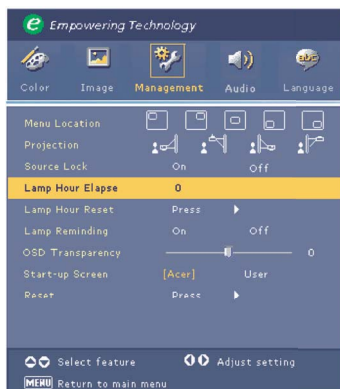 e Empowering Technology
Color Image Management Audio Language
Menu Location
Projection
Source Lock On Off
Lamp Hour Elapse 0
Lamp Hour Reset Press
Lamp Reminding On Off
OSD Transparency 0
Start-up Screen [Acer] User
Reset Press
Select feature Adjust setting
MENU Return to main menu